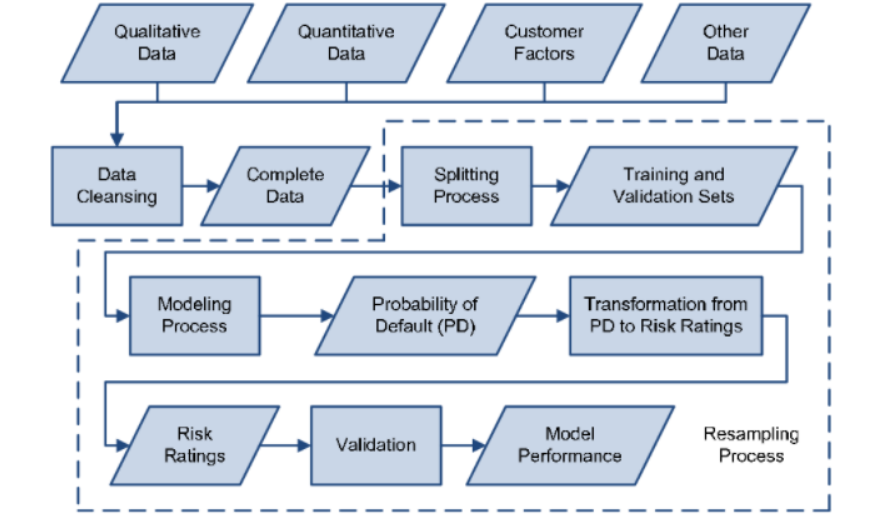 Qualitative
Data
Quantitative
Data
Customer
Factors
Other
Data
Data
Cleansing
Complete
Data
Splitting
Process
Training and
Validation Sets
Modeling
Process
Probability of
Default (PD)
Transformation from
PD to Risk Ratings
Risk
Ratings
Validation
Model
Performance
Resampling
Process